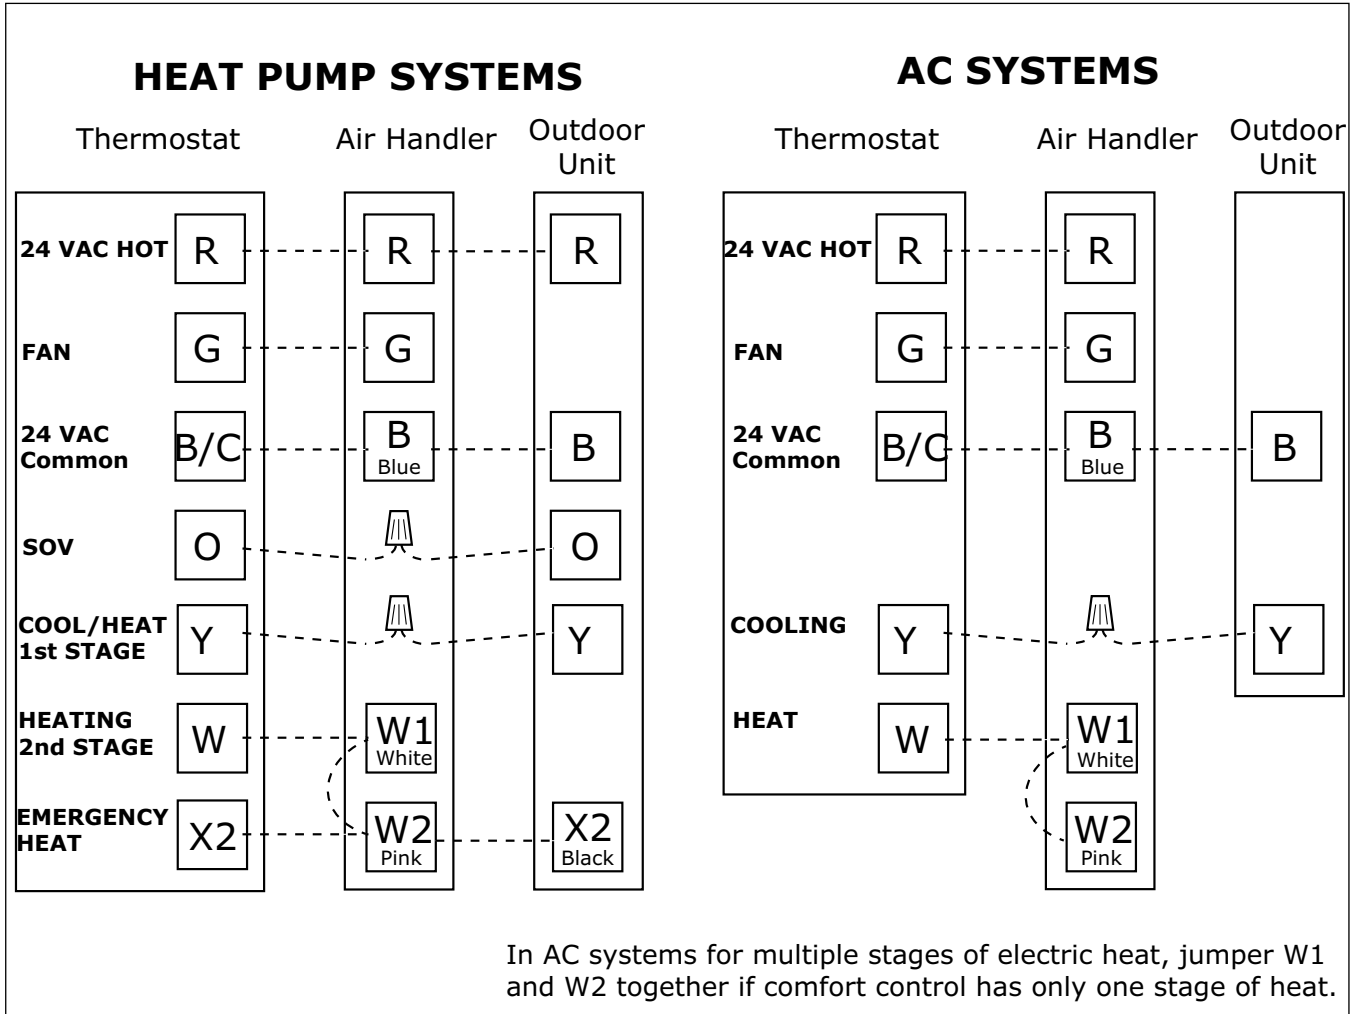 HEAT PUMP SYSTEMS
Thermostat
Air Handler
Outdoor
Unit
24 VAC HOT
R
R
R
FAN
G
G
24 VAC
Common
B/C
B
Blue
B
SOV
O
O
COOL/HEAT
1st STAGE
Y
Y
HEATING
2nd STAGE
W
W1
White
EMERGENCY
HEAT
X2
W2
Pink
X2
Black
AC SYSTEMS
Thermostat
Air Handler
Outdoor
Unit
24 VAC HOT
R
R
FAN
G
G
24 VAC
Common
B/C
B
Blue
B
COOLING
Y
Y
HEAT
W
W1
White
W2
Pink
In AC systems for multiple stages of electric heat, jumper W1
and W2 together if comfort control has only one stage of heat.